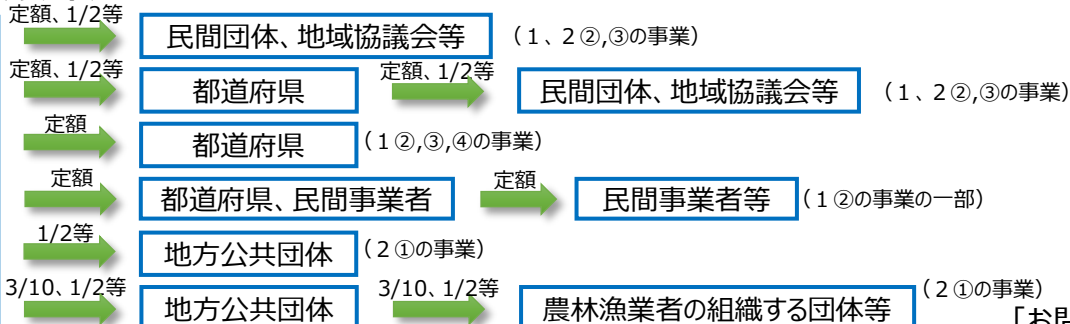 定額、1/2等
民間団体、地域協議会等 （１、２②,③の事業）
定額、1/2等 定額、1/2等
都道府県 民間団体、地域協議会等 （１、２②,③の事業）
定額
都道府県 （１②,③,④の事業）
定額 定額
都道府県、民間事業者 民間事業者等 （１②の事業の一部）
1/2等
地方公共団体 （２①の事業）
3/10、1/2等 3/10、1/2等 （２①の事業）
地方公共団体 農林漁業者の組織する団体等
「お問